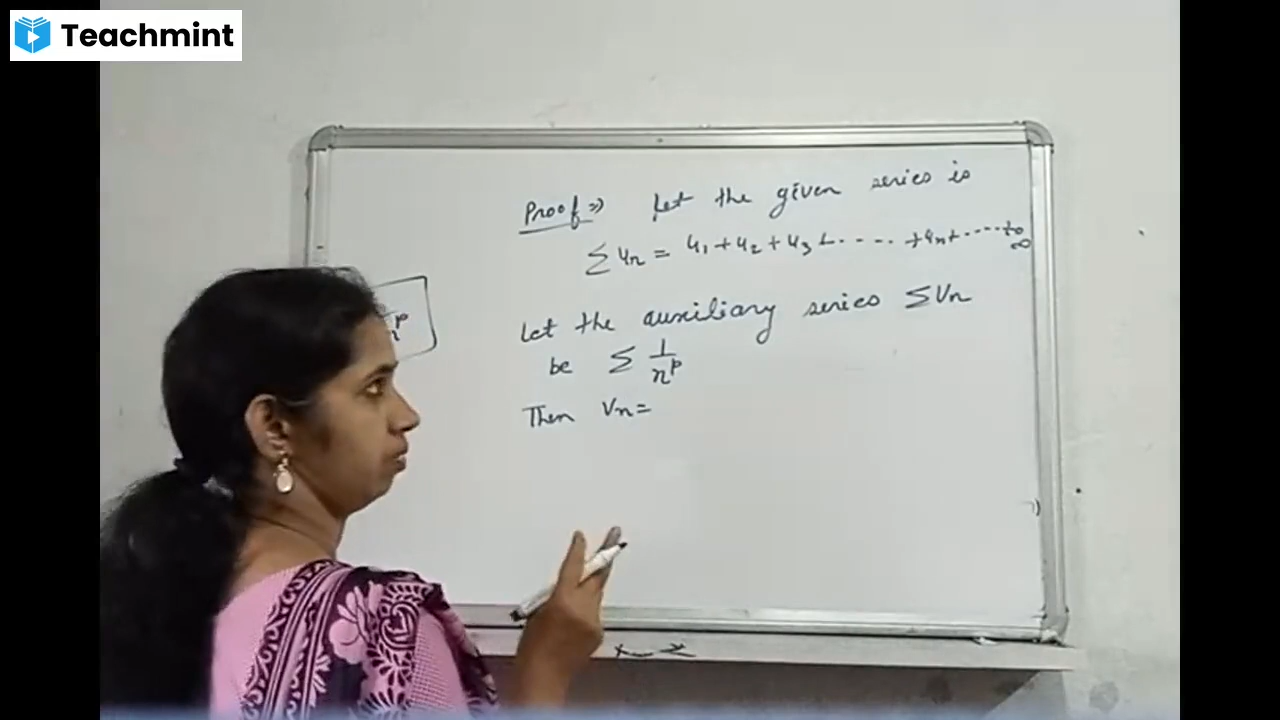 Teachmint
Proof ⇒ Let the given series is
∑un = u1 + u2 + u3 + ..... + un + ..... to ∞
Let the auxiliary series ∑Vn
be ∑ 1/n^p
Then Vn =